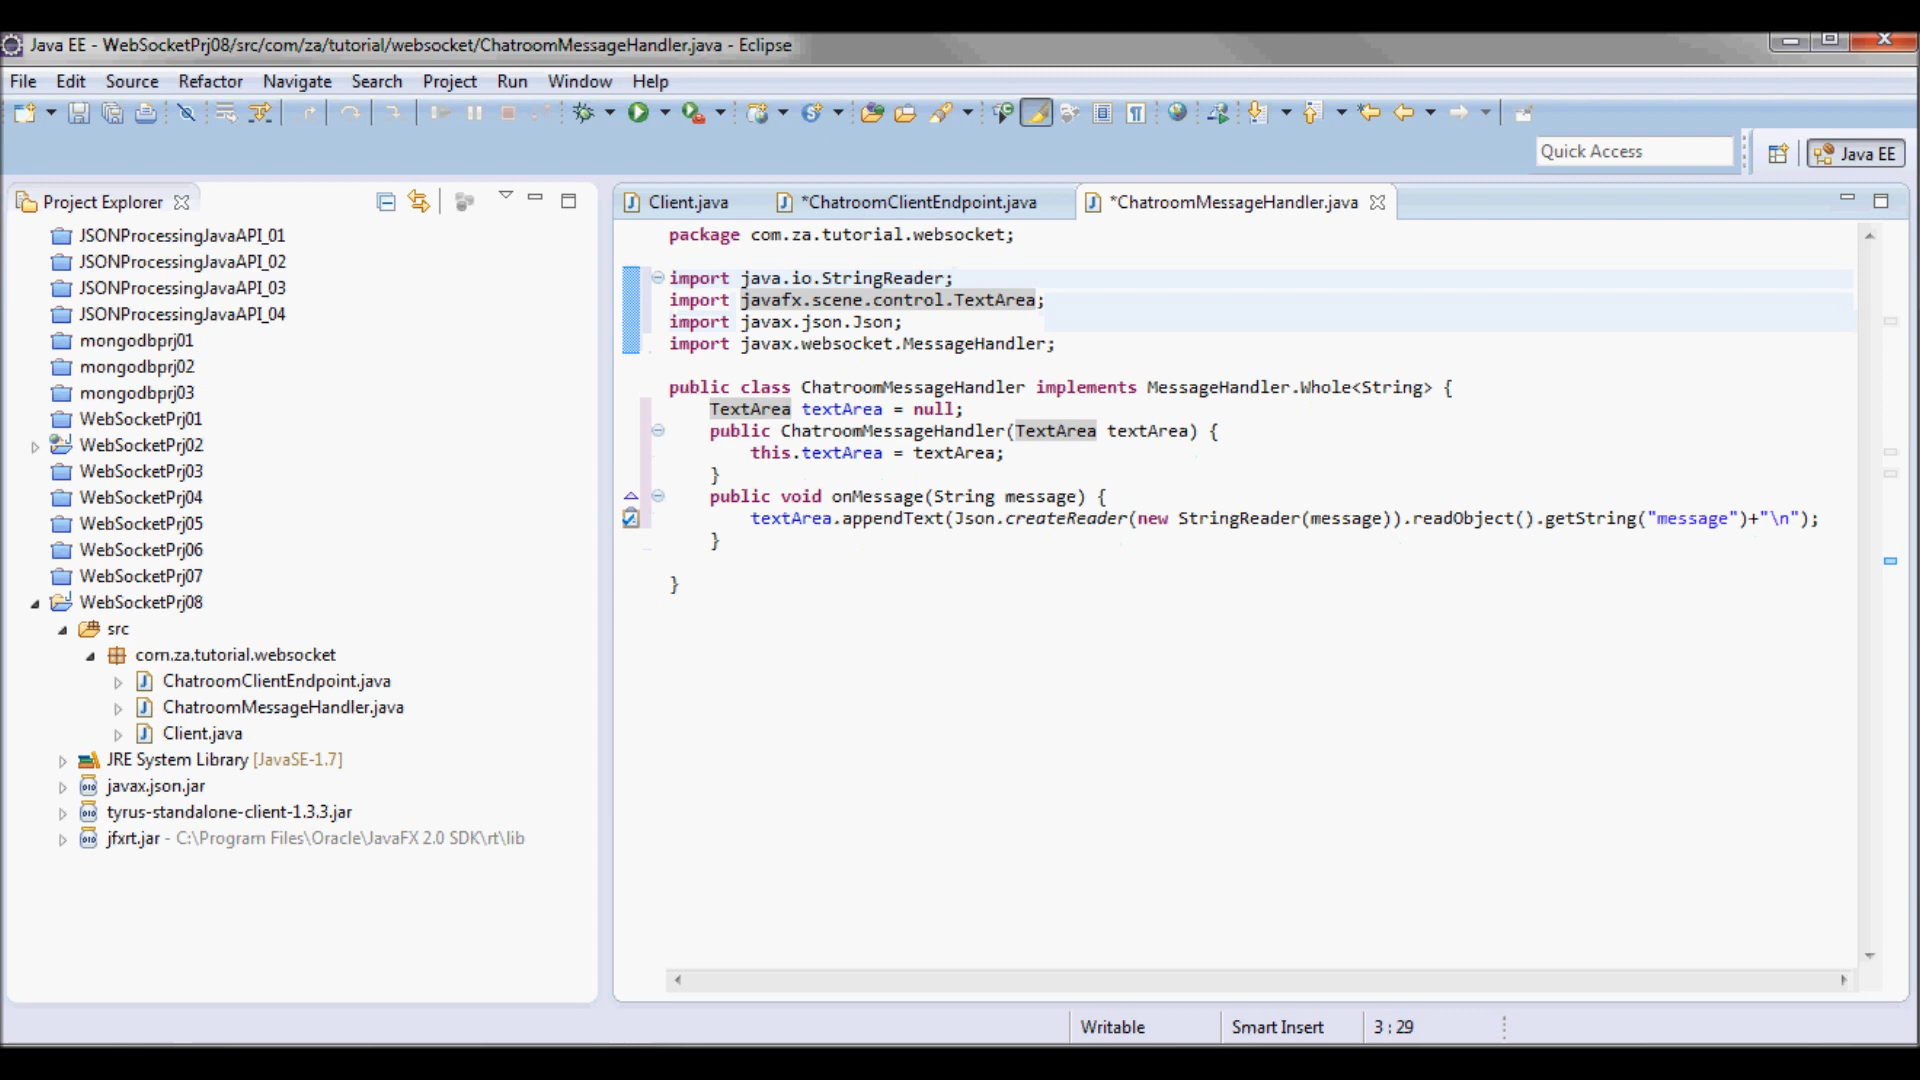 Java EE - WebSocketPrj08/src/com/za/tutorial/websocket/ChatroomMessageHandler.java - Eclipse
File Edit Source Refactor Navigate Search Project Run Window Help
Quick Access
Java EE
Project Explorer
JSONProcessingJavaAPI_01
JSONProcessingJavaAPI_02
JSONProcessingJavaAPI_03
JSONProcessingJavaAPI_04
mongodbprj01
mongodbprj02
mongodbprj03
WebSocketPrj01
WebSocketPrj02
WebSocketPrj03
WebSocketPrj04
WebSocketPrj05
WebSocketPrj06
WebSocketPrj07
WebSocketPrj08
src
com.za.tutorial.websocket
ChatroomClientEndpoint.java
ChatroomMessageHandler.java
Client.java
JRE System Library [JavaSE-1.7]
javax.json.jar
tyrus-standalone-client-1.3.3.jar
jfxrt.jar - C:\Program Files\Oracle\JavaFX 2.0 SDK\rt\lib
Client.java *ChatroomClientEndpoint.java *ChatroomMessageHandler.java
package com.za.tutorial.websocket;
import java.io.StringReader;
import javafx.scene.control.TextArea;
import javax.json.Json;
import javax.websocket.MessageHandler;
public class ChatroomMessageHandler implements MessageHandler.Whole<String> {
TextArea textArea = null;
public ChatroomMessageHandler(TextArea textArea) {
this.textArea = textArea;
}
public void onMessage(String message) {
textArea.appendText(Json.createReader(new StringReader(message)).readObject().getString("message")+"\n");
}
}
Writable Smart Insert 3 : 29